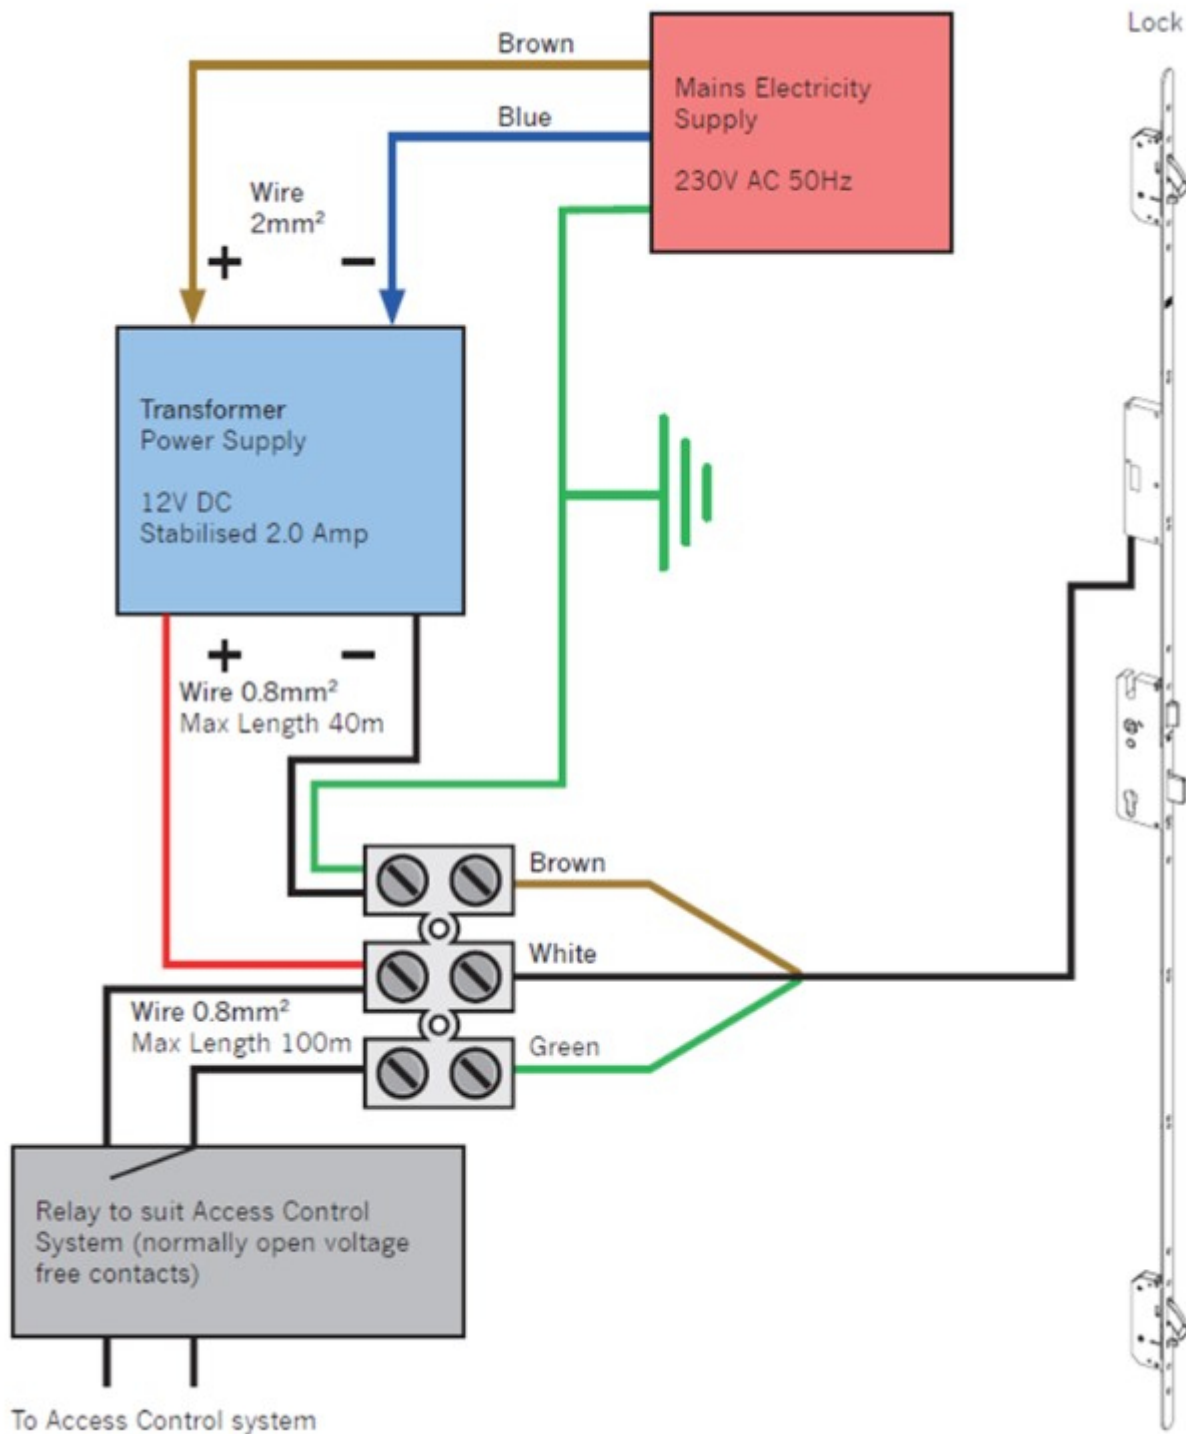 Lock
Brown
Mains Electricity
Supply
230V AC 50Hz
Blue
Wire
2mm²
+ −
Transformer
Power Supply
12V DC
Stabilised 2.0 Amp
+ −
Wire 0.8mm²
Max Length 40m
Brown
White
Wire 0.8mm²
Max Length 100m
Green
Relay to suit Access Control
System (normally open voltage
free contacts)
To Access Control system